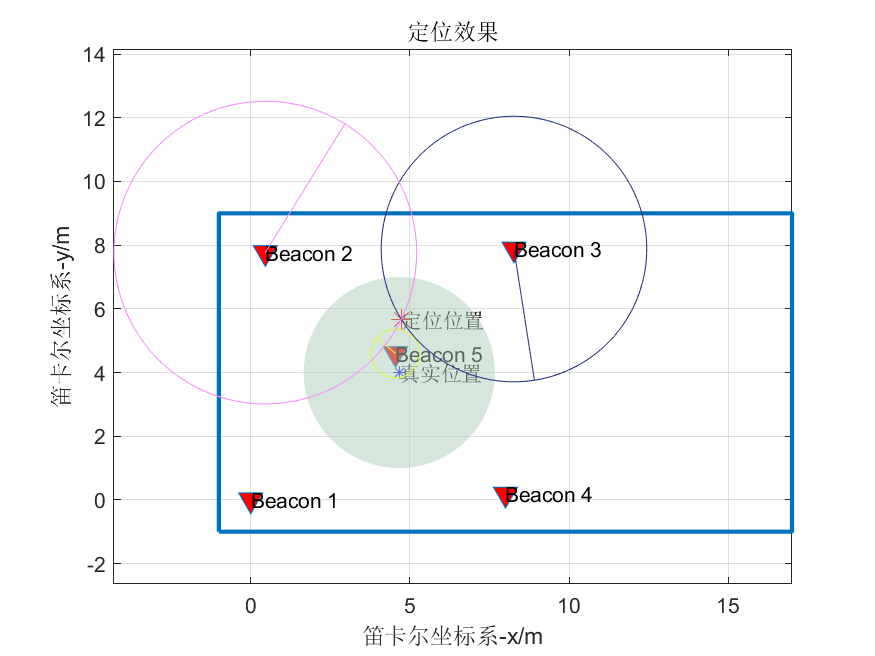 定位效果
14
12
10
8
6
4
2
0
-2
笛卡尔坐标系-y/m
Beacon 2
Beacon 3
定位位置
Beacon 5
真实位置
Beacon 1
Beacon 4
0
5
10
15
笛卡尔坐标系-x/m